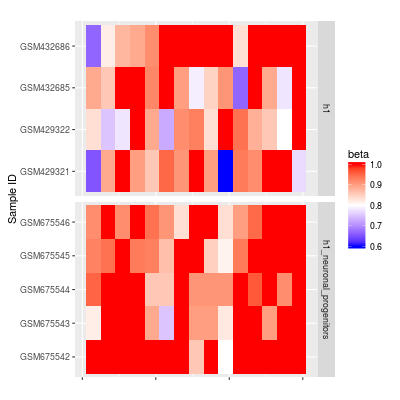 GSM432686
GSM432685
GSM429322
GSM429321
h1
GSM675546
GSM675545
GSM675544
GSM675543
GSM675542
h1_neuronal_progenitors
Sample ID
beta
1.0
0.9
0.8
0.7
0.6